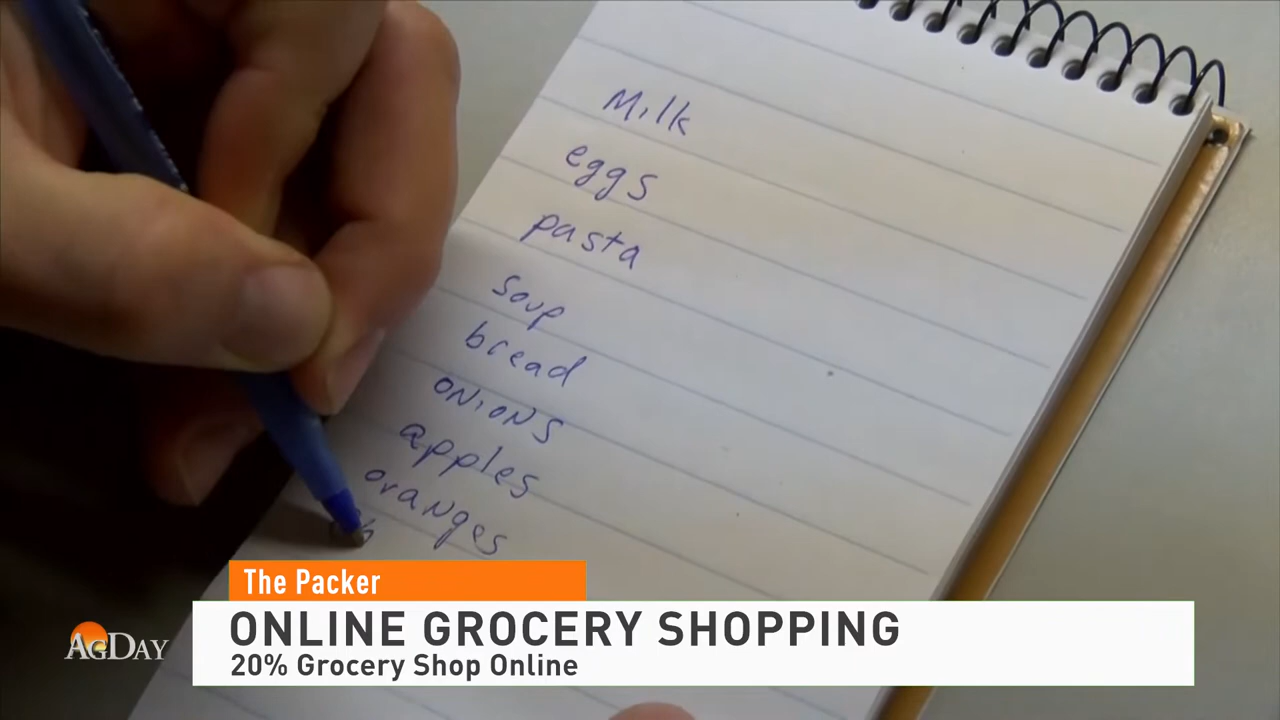 Milk
eggs
pasta
soup
bread
onions
apples
oranges
The Packer
ONLINE GROCERY SHOPPING
20% Grocery Shop Online
AGDAY